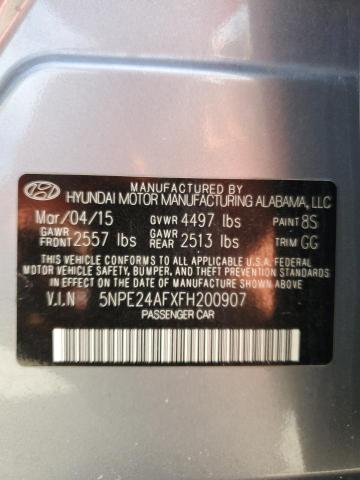 MANUFACTURED BY
HYUNDAI MOTOR MANUFACTURING ALABAMA, LLC
Mar/04/15 GVWR 4497 lbs PAINT 8S
GAWR FRONT 2557 lbs GAWR REAR 2513 lbs TRIM GG
THIS VEHICLE CONFORMS TO ALL APPLICABLE U.S.A. FEDERAL
MOTOR VEHICLE SAFETY, BUMPER, AND THEFT PREVENTION
STANDARDS IN EFFECT ON THE DATE OF MANUFACTURE SHOWN ABOVE.
V.I.N 5NPE24AFXFH200907
PASSENGER CAR